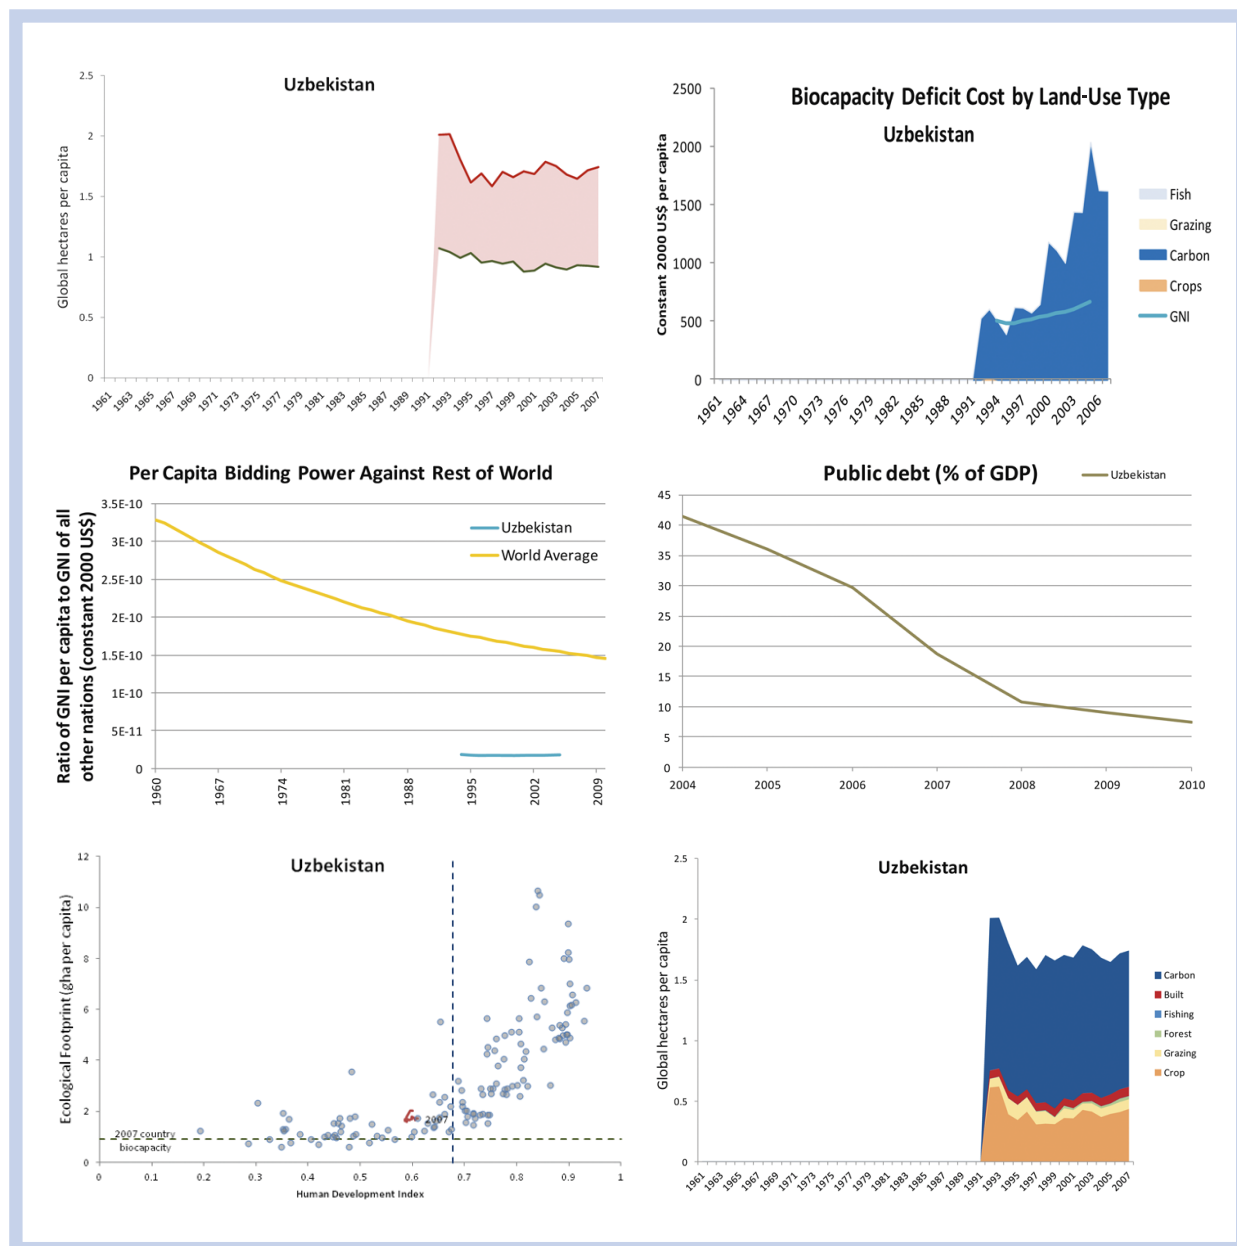 Uzbekistan
Global hectares per capita
2.5
2
1.5
1
0.5
0
1961 1963 1965 1967 1969 1971 1973 1975 1977 1979 1981 1983 1985 1987 1989 1991 1993 1995 1997 1999 2001 2003 2005 2007
Biocapacity Deficit Cost by Land-Use Type
Uzbekistan
Constant 2000 US$ per capita
2500
2000
1500
1000
500
0
1961 1964 1967 1970 1973 1976 1979 1982 1985 1988 1991 1994 1997 2000 2003 2006
Fish
Grazing
Carbon
Crops
GNI
Per Capita Bidding Power Against Rest of World
Ratio of GNI per capita to GNI of all
other nations (constant 2000 US$)
3.5E-10
3E-10
2.5E-10
2E-10
1.5E-10
1E-10
5E-11
0
1960 1967 1974 1981 1988 1995 2002 2009
Uzbekistan
World Average
Public debt (% of GDP)
Uzbekistan
45
40
35
30
25
20
15
10
5
0
2004 2005 2006 2007 2008 2009 2010
Uzbekistan
Ecological Footprint (gha per capita)
12
10
8
6
4
2
0
2007
2007 country
biocapacity
0 0.1 0.2 0.3 0.4 0.5 0.6 0.7 0.8 0.9 1
Human Development Index
Uzbekistan
Global hectares per capita
2.5
2
1.5
1
0.5
0
1961 1963 1965 1967 1969 1971 1973 1975 1977 1979 1981 1983 1985 1987 1989 1991 1993 1995 1997 1999 2001 2003 2005 2007
Carbon
Built
Fishing
Forest
Grazing
Crop